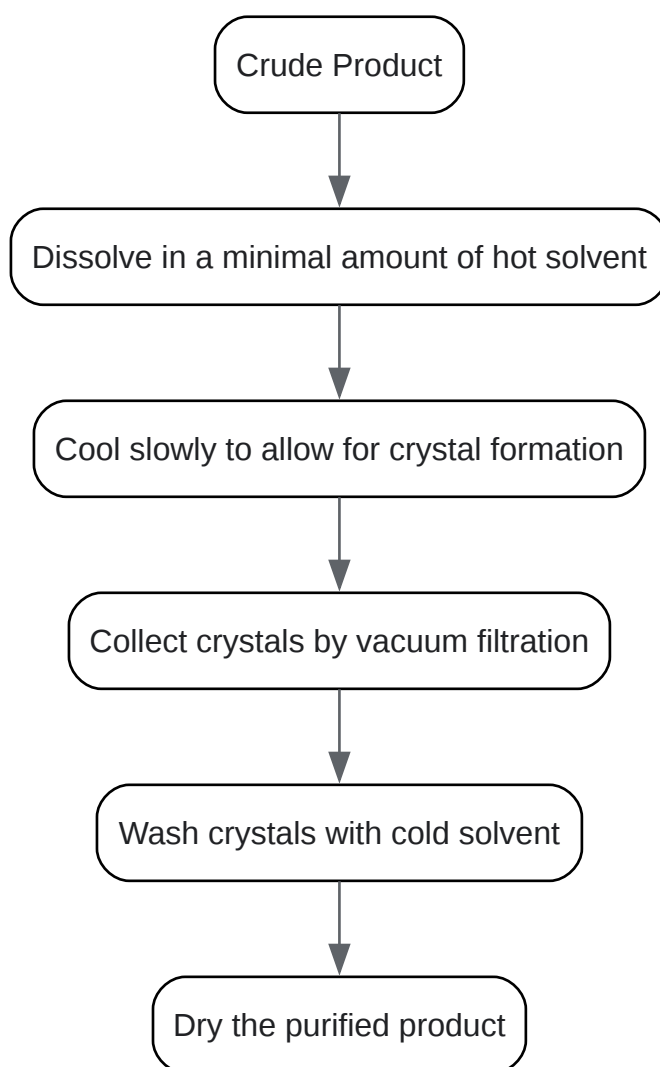 Crude Product
Dissolve in a minimal amount of hot solvent
Cool slowly to allow for crystal formation
Collect crystals by vacuum filtration
Wash crystals with cold solvent
Dry the purified product